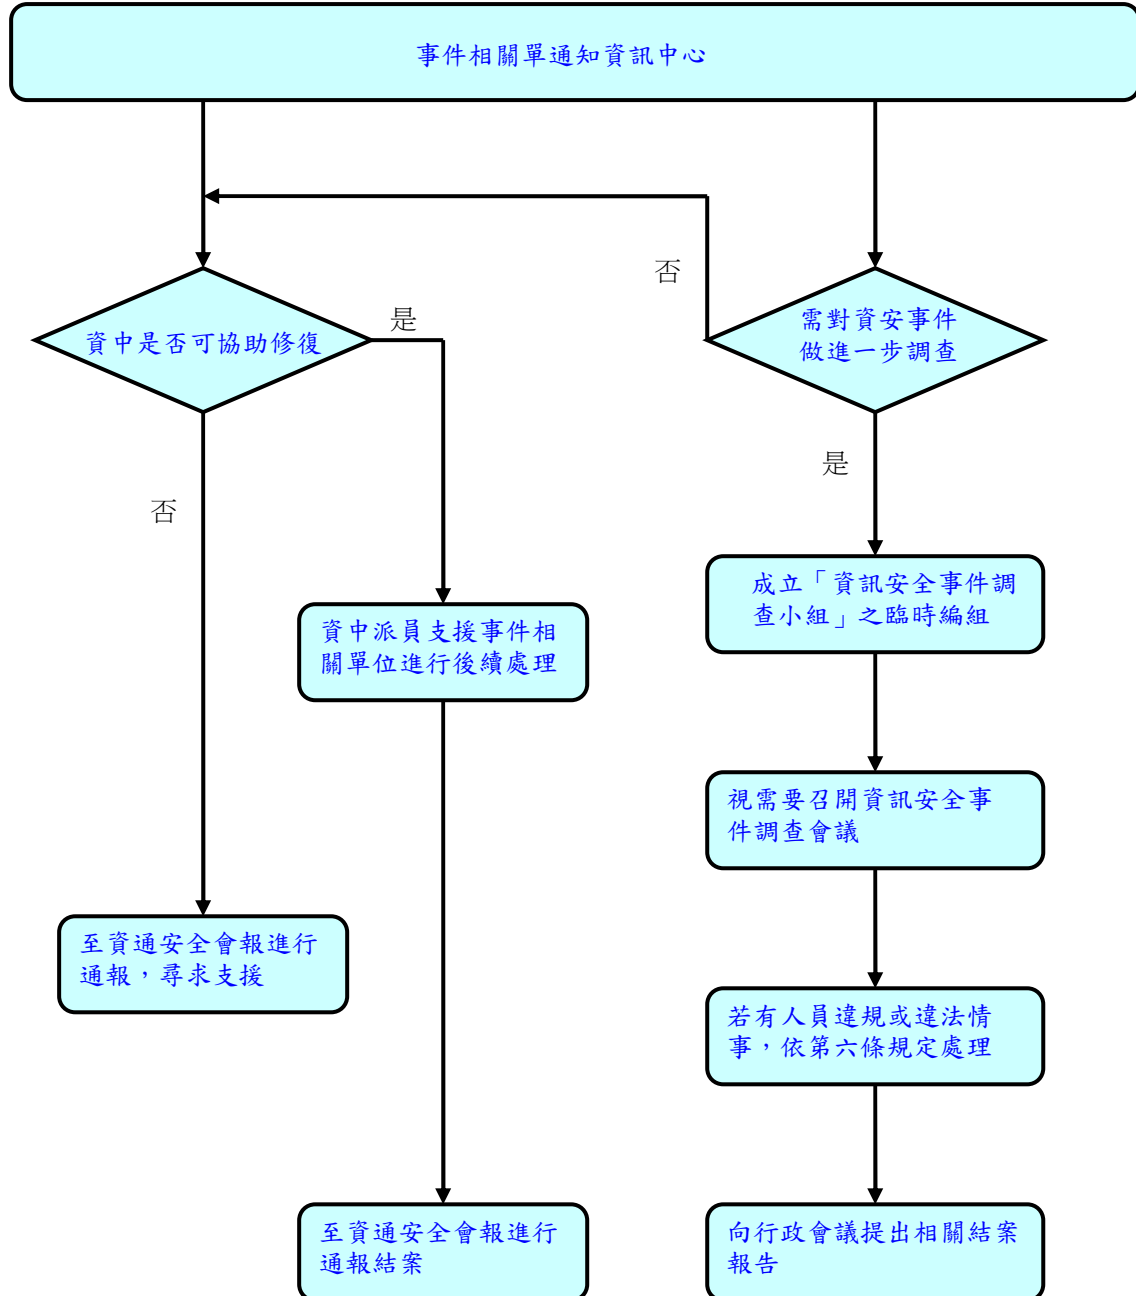 事件相關單通知資訊中心
否
需對資安事件
做進一步調查
資中是否可協助修復
是
是
否
成立「資訊安全事件調
查小組」之臨時編組
資中派員支援事件相
關單位進行後續處理
視需要召開資訊安全事
件調查會議
至資通安全會報進行
通報，尋求支援
若有人員違規或違法情
事，依第六條規定處理
至資通安全會報進行
通報結案
向行政會議提出相關結案
報告